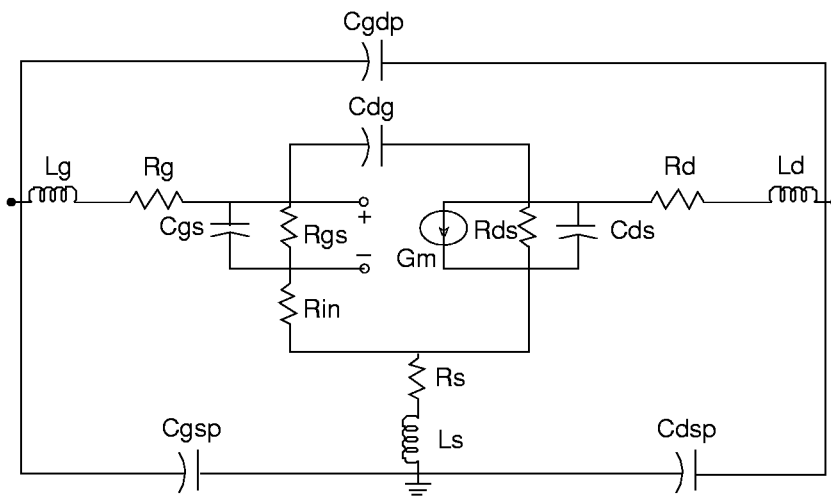 Cgdp
Cdg
Lg
Rg
Rd
Ld
Cgs
+
Rgs
Gm
Rds
Cds
−
Rin
Rs
Cgsp
Ls
Cdsp